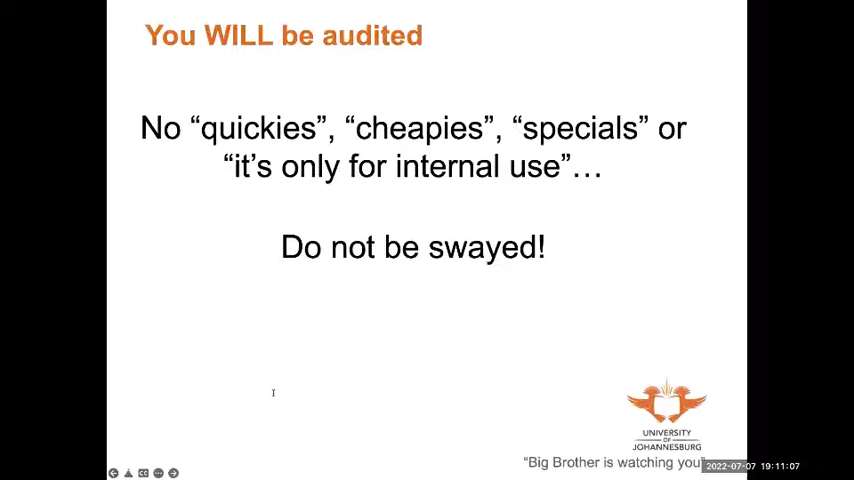 You WILL be audited
No “quickies”, “cheapies”, “specials” or
“it’s only for internal use”…
Do not be swayed!
UNIVERSITY
OF
JOHANNESBURG
“Big Brother is watching you”
2022-07-07 19:11:07
CC